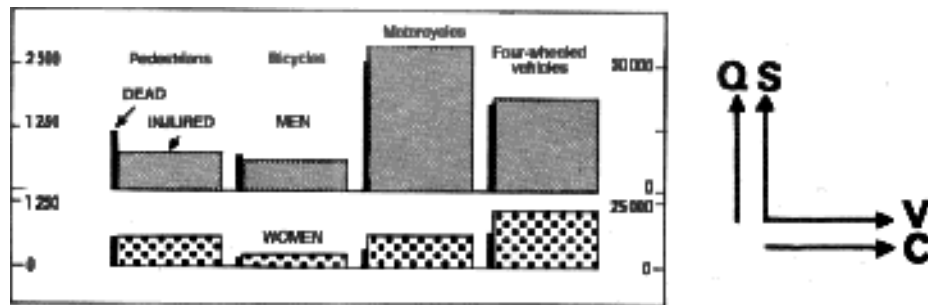 Motorcycles
2 500
Pedestrians
Bicycles
Four-wheeled
vehicles
50 000
Q S
DEAD
1 250
INJURED
MEN
0
1 250
WOMEN
25 000
V
C
0
0